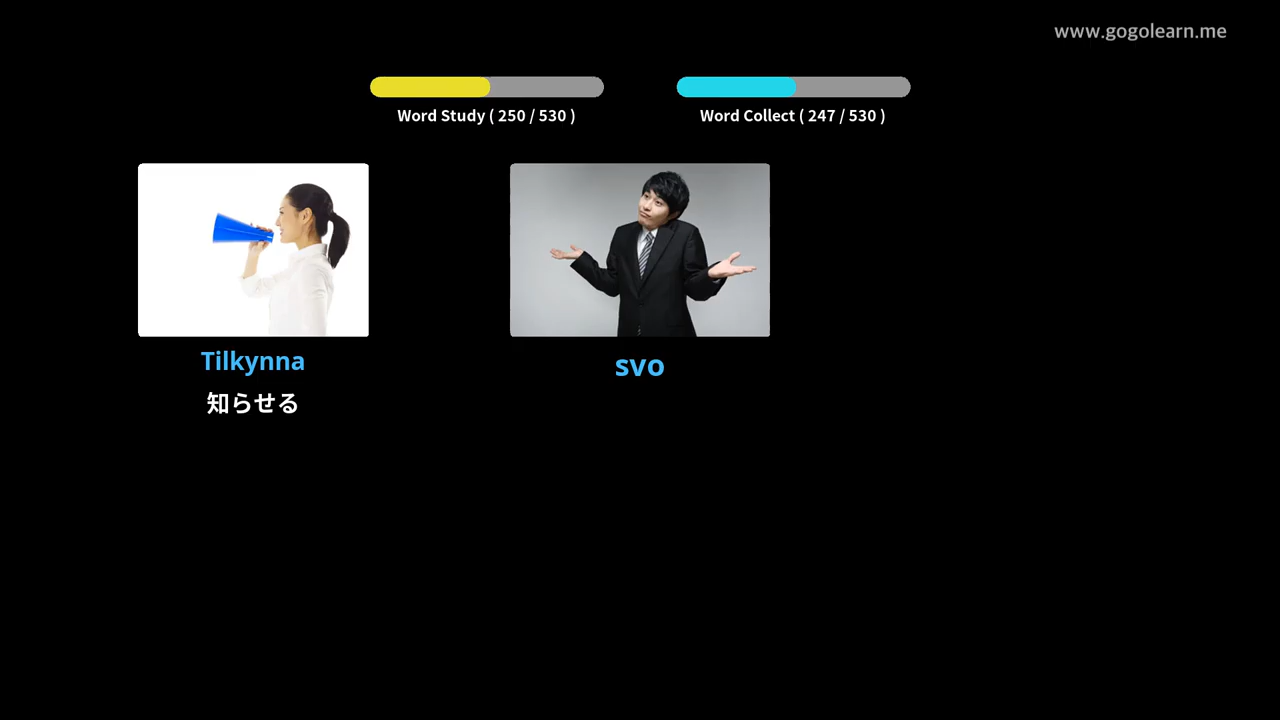 www.gogolearn.me
Word Study ( 250 / 530 )
Word Collect ( 247 / 530 )
Tilkynna
知らせる
svo